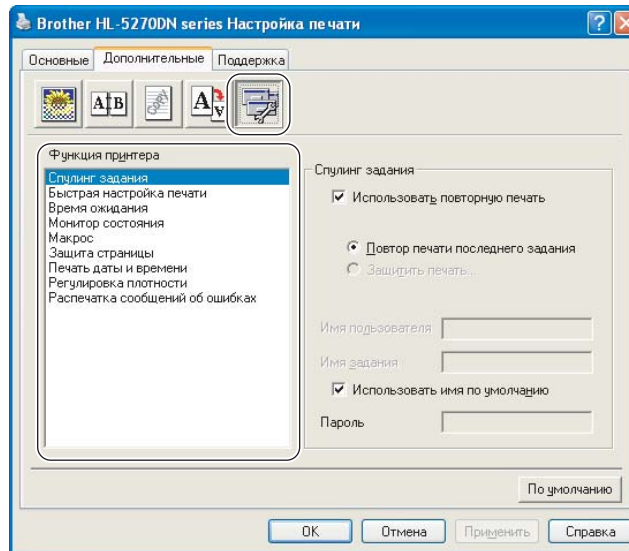 Brother HL-5270DN series Настройка печати
Основные Дополнительные Поддержка
A B
Copy
A A
Функция принтера
Спулинг задания
Быстрая настройка печати
Время ожидания
Монитор состояния
Макрос
Защита страницы
Печать даты и времени
Регулировка плотности
Распечатка сообщений об ошибках
Спулинг задания
Использовать повторную печать
Повтор печати последнего задания
Защитить печать...
Имя пользователя
Имя задания
Использовать имя по умолчанию
Пароль
По умолчанию
OK Отмена Применить Справка